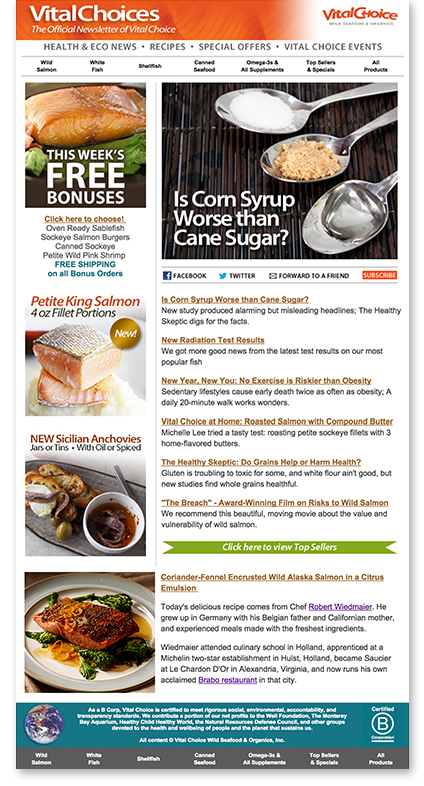 VitalChoices
The Official Newsletter of Vital Choice
VitalChoice
WILD SEAFOOD & ORGANICS
HEALTH & ECO NEWS • RECIPES • SPECIAL OFFERS • VITAL CHOICE EVENTS
Wild Salmon
White Fish
Shellfish
Canned Seafood
Omega-3s & All Supplements
Top Sellers & Specials
All Products
THIS WEEK'S
FREE
BONUSES
Click here to choose!
Oven Ready Sablefish
Sockeye Salmon Burgers
Canned Sockeye
Petite Wild Pink Shrimp
FREE SHIPPING
on all Bonus Orders
Petite King Salmon
4 oz Fillet Portions
New!
NEW Sicilian Anchovies
Jars or Tins • With Oil or Spiced
Is Corn Syrup
Worse than
Cane Sugar?
FACEBOOK
TWITTER
FORWARD TO A FRIEND
SUBSCRIBE
Is Corn Syrup Worse than Cane Sugar?
New study produced alarming but misleading headlines; The Healthy
Skeptic digs for the facts.
New Radiation Test Results
We got more good news from the latest test results on our most
popular fish
New Year, New You: No Exercise is Riskier than Obesity
Sedentary lifestyles cause early death twice as often as obesity; A
daily 20-minute walk works wonders.
Vital Choice at Home: Roasted Salmon with Compound Butter
Michelle Lee tried a tasty test: roasting petite sockeye fillets with 3
home-flavored butters.
The Healthy Skeptic: Do Grains Help or Harm Health?
Gluten is troubling to toxic for some, and white flour ain't good, but
new studies find whole grains healthful.
"The Breach" - Award-Winning Film on Risks to Wild Salmon
We recommend this beautiful, moving movie about the value and
vulnerability of wild salmon.
Click here to view Top Sellers
Coriander-Fennel Encrusted Wild Alaska Salmon in a Citrus
Emulsion
Today's delicious recipe comes from Chef Robert Wiedmaier. He
grew up in Germany with his Belgian father and Californian mother,
and experienced meals made with the freshest ingredients.
Wiedmaier attended culinary school in Holland, apprenticed at a
Michelin two-star establishment in Hulst, Holland, became Saucier
at Le Chardon D'Or in Alexandria, Virginia, and now runs his own
acclaimed Brabo restaurant in that city.
As a B Corp, Vital Choice is certified to meet rigorous social, environmental, accountability, and
transparency standards. We contribute a portion of our net profits to the Weil Foundation, The Monterey
Bay Aquarium, Healthy Child Healthy World, the Natural Resources Defense Council, and other groups
devoted to the health and wellbeing of people and the planet that sustains us.
All content © Vital Choice Wild Seafood & Organics, Inc.
Certified
B
Corporation
Wild Salmon
White Fish
Shellfish
Canned Seafood
Omega-3s & All Supplements
Top Sellers & Specials
All Products